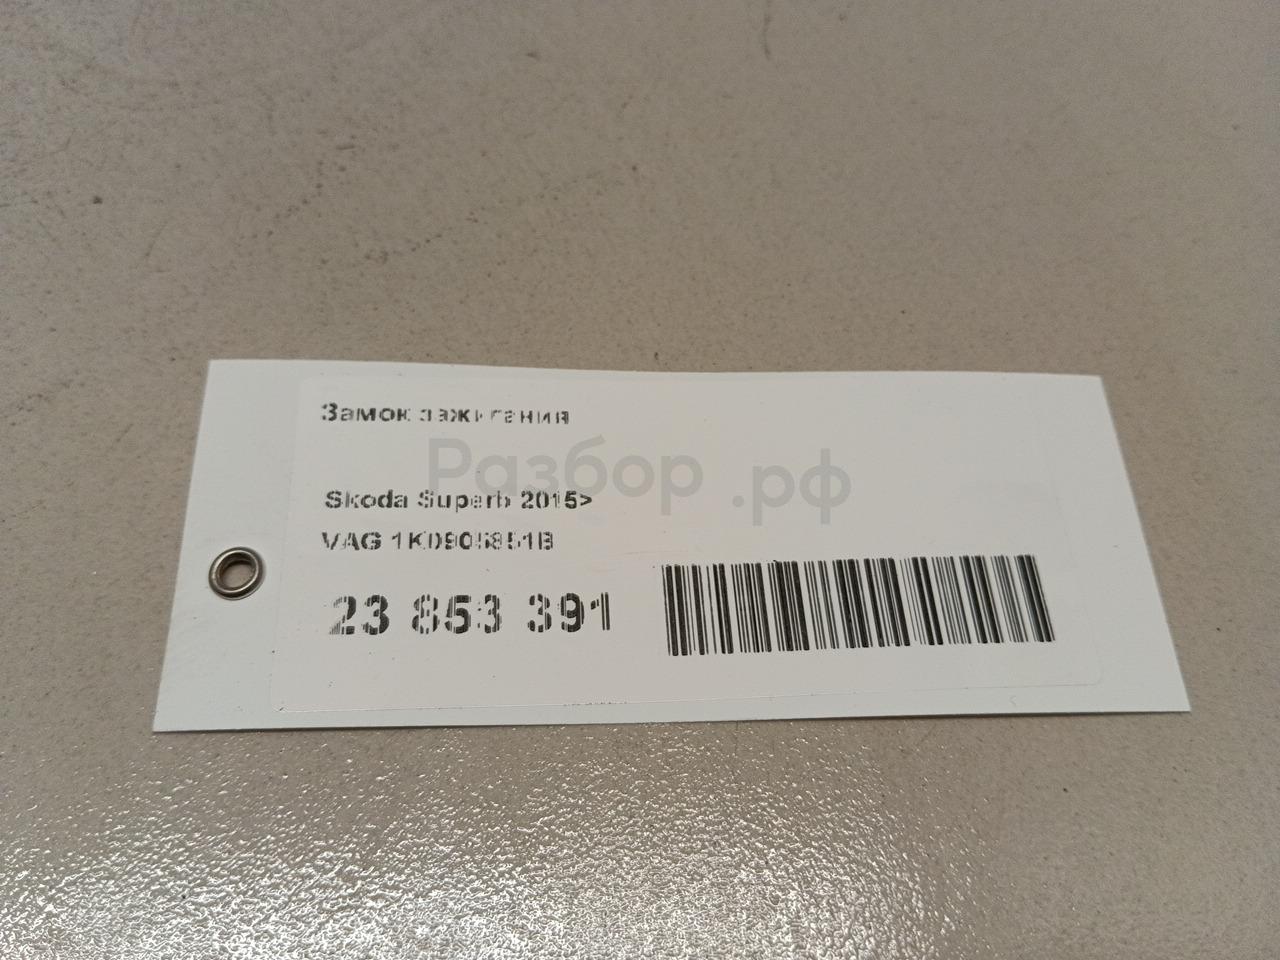 Замок зажигания
Разбор.рф
Skoda Superb 2015>
VAG 1K0905851B
23 853 391